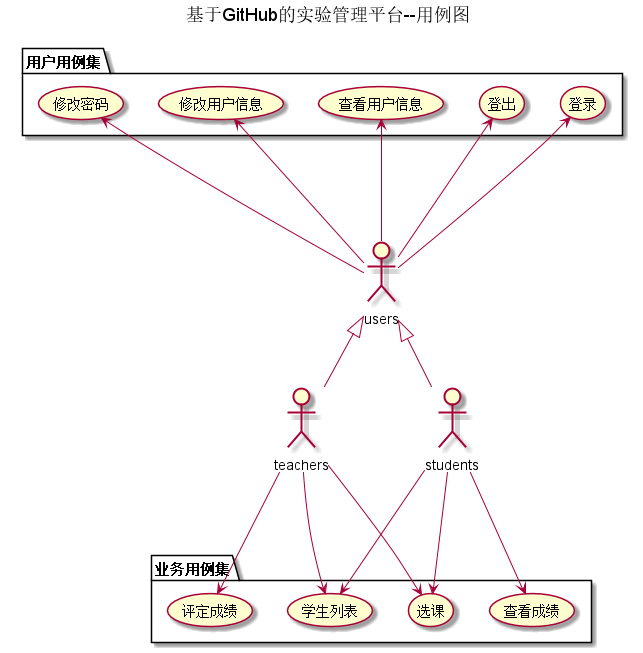 基于GitHub的实验管理平台--用例图
用户用例集
修改密码
修改用户信息
查看用户信息
登出
登录
users
teachers
students
业务用例集
评定成绩
学生列表
选课
查看成绩